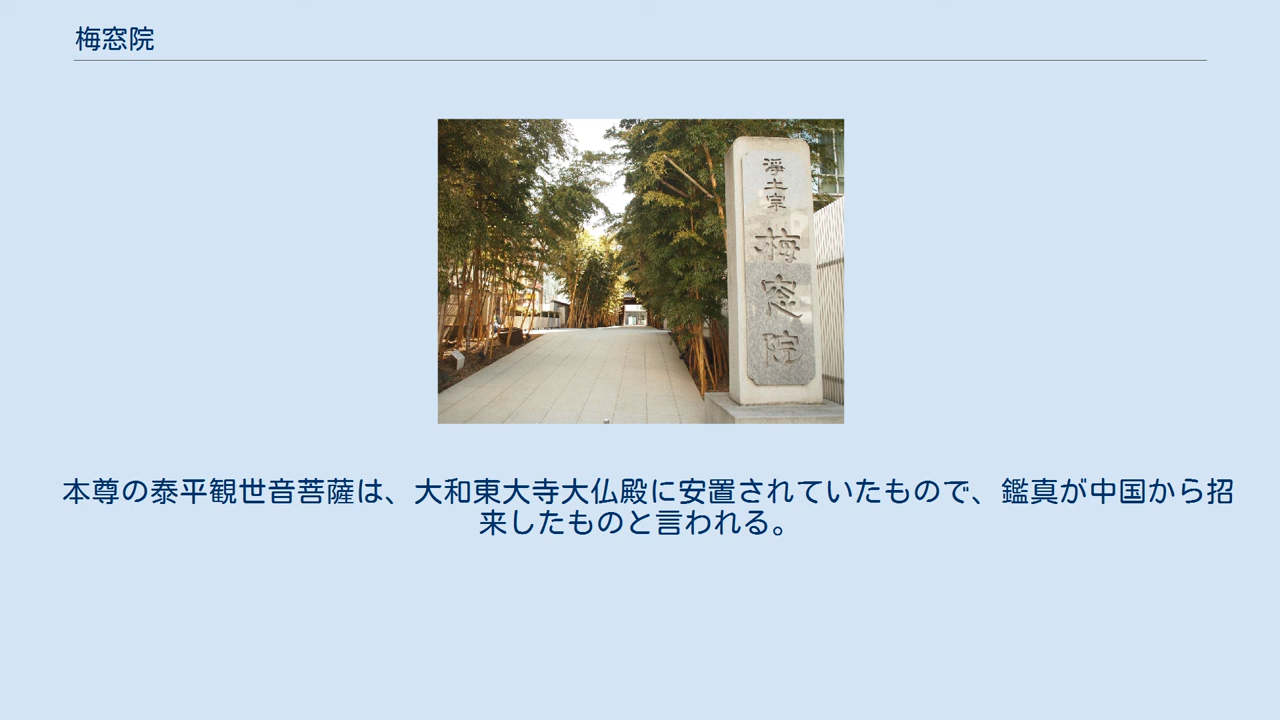 梅窓院
淨土宗
梅窓院
本尊の泰平観世音菩薩は、大和東大寺大仏殿に安置されていたもので、鑑真が中国から招
来したものと言われる。